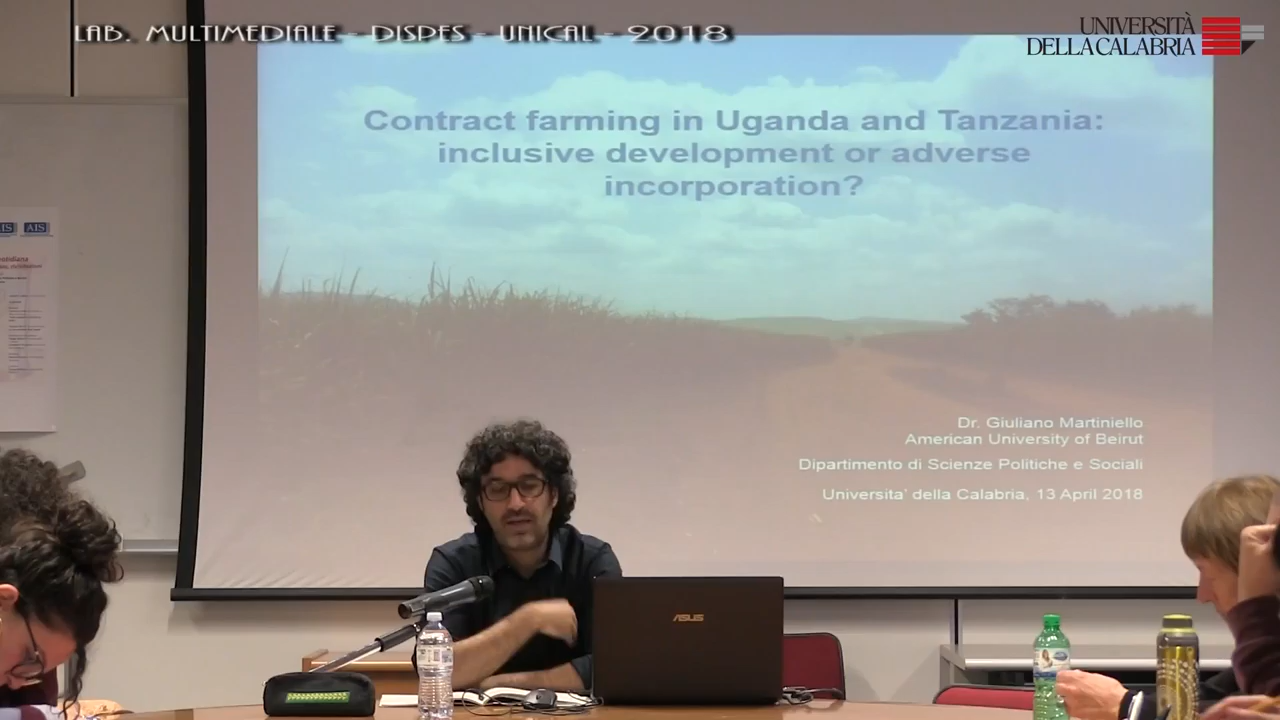 LAB. MULTIMEDIALE - DISPES - UNICAL - 2018
UNIVERSITÀ
DELLA CALABRIA
Contract farming in Uganda and Tanzania:
inclusive development or adverse
incorporation?
AIS
Dr. Giuliano Martiniello
American University of Beirut
Dipartimento di Scienze Politiche e Sociali
Universita' della Calabria, 13 April 2018
ASUS